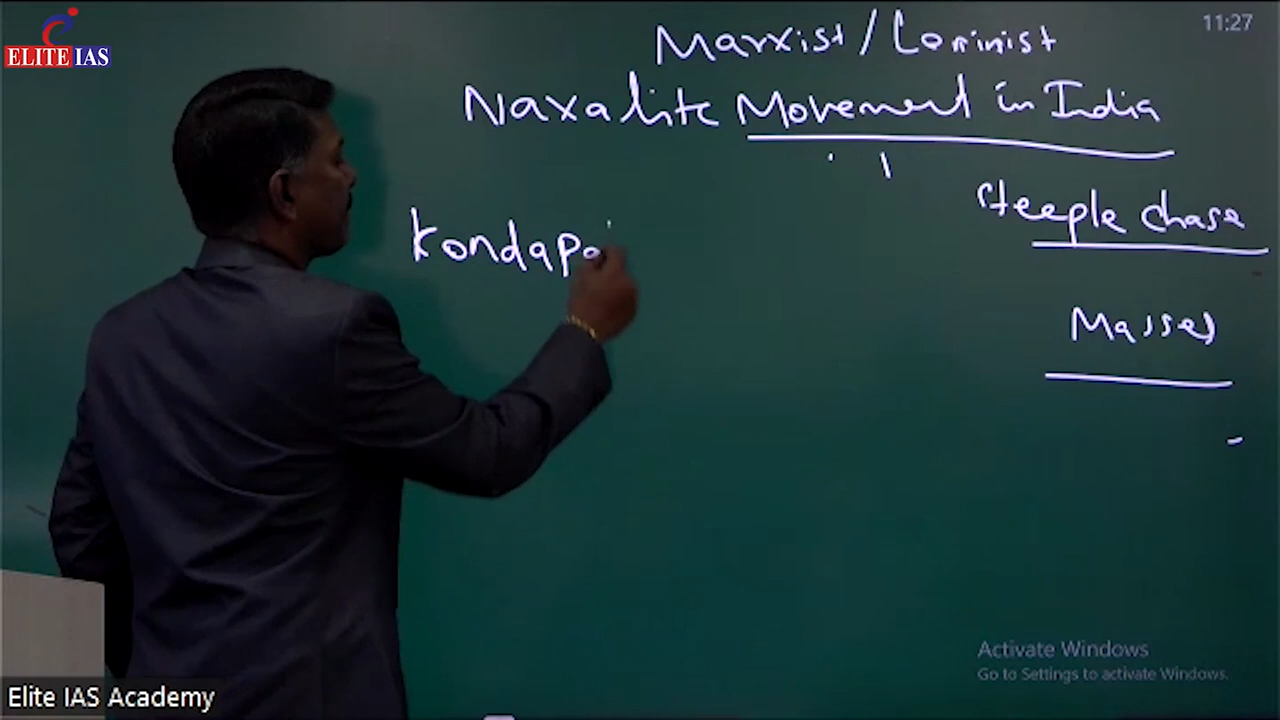 11:27
ELITE IAS
Marxist / Leninist
Naxalite Movement in India
Steeple chase
Kondapa
Masses
Activate Windows
Go to Settings to activate Windows.
Elite IAS Academy